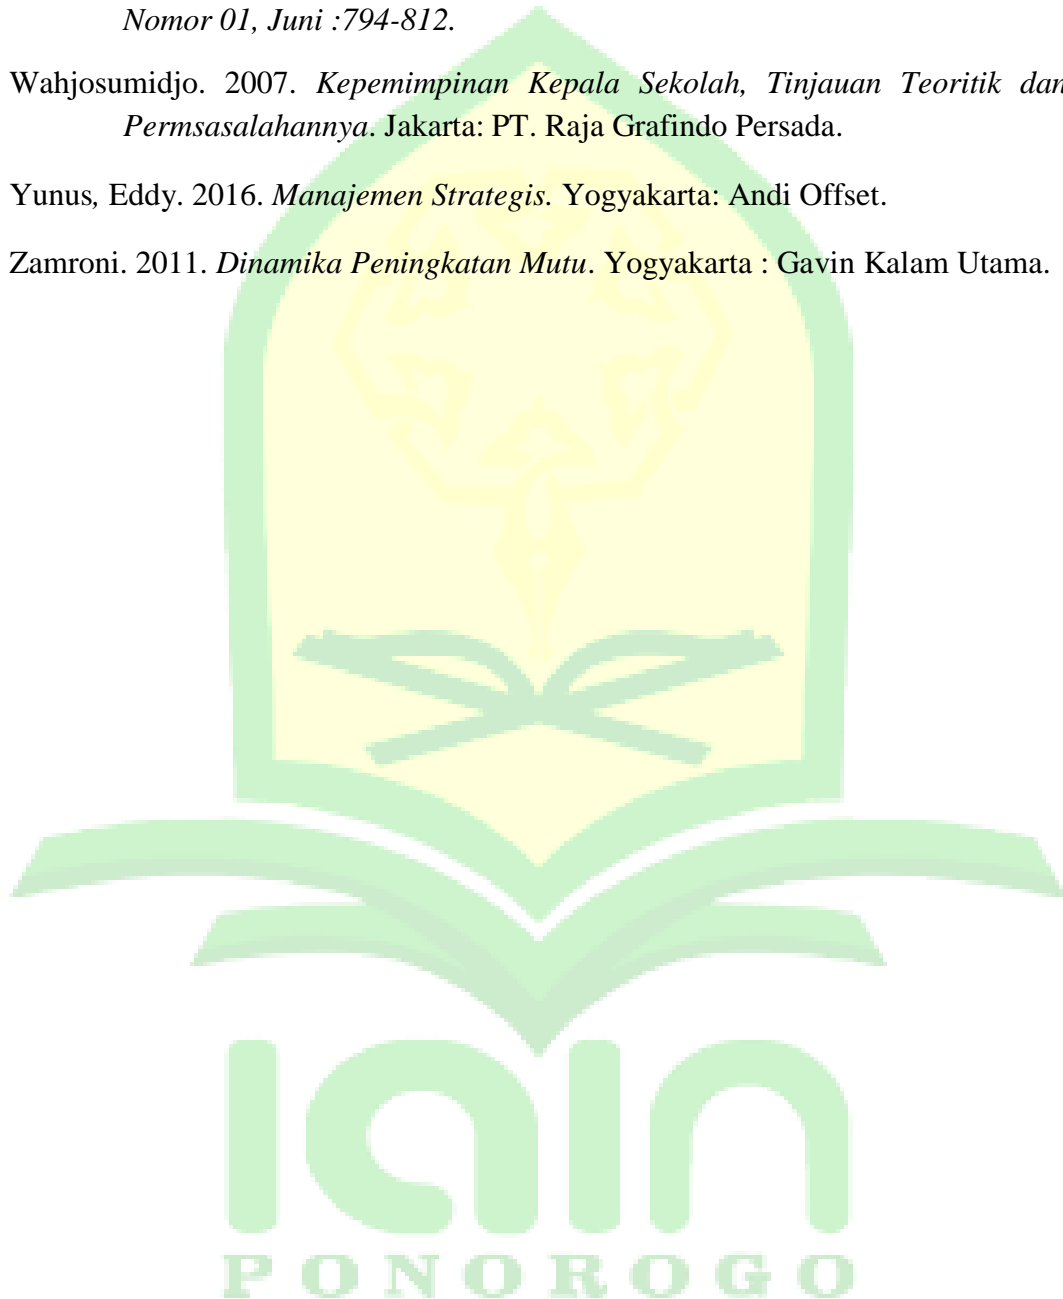 Nomor 01, Juni :794-812.
Wahjosumidjo. 2007. Kepemimpinan Kepala Sekolah, Tinjauan Teoritik dan
Permsasalahannya. Jakarta: PT. Raja Grafindo Persada.
Yunus, Eddy. 2016. Manajemen Strategis. Yogyakarta: Andi Offset.
Zamroni. 2011. Dinamika Peningkatan Mutu. Yogyakarta : Gavin Kalam Utama.
iain
PONOROGO